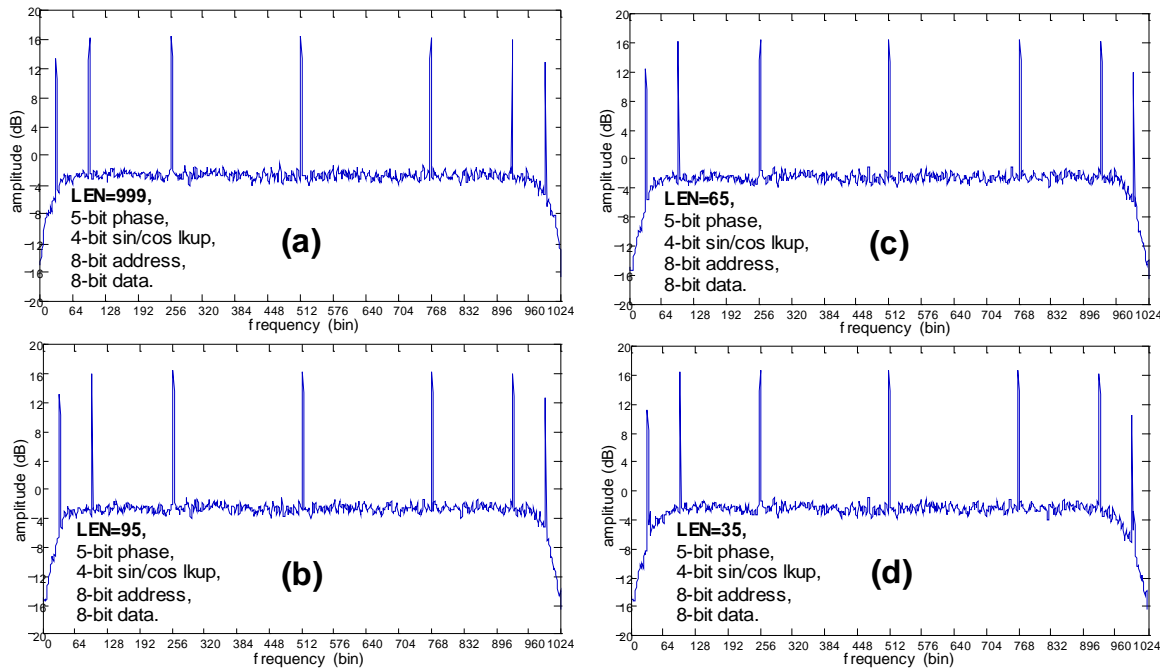 20
16
12
8
4
0
-4
-8
-12
-16
-20
amplitude (dB)
LEN=999,
5-bit phase,
4-bit sin/cos lkup,
8-bit address,
8-bit data.
(a)
0 64 128 192 256 320 384 448 512 576 640 704 768 832 896 960 1024
frequency (bin)
20
16
12
8
4
0
-4
-8
-12
-16
-20
amplitude (dB)
LEN=95,
5-bit phase,
4-bit sin/cos lkup,
8-bit address,
8-bit data.
(b)
0 64 128 192 256 320 384 448 512 576 640 704 768 832 896 960 1024
frequency (bin)
20
16
12
8
4
0
-4
-8
-12
-16
-20
amplitude (dB)
LEN=65,
5-bit phase,
4-bit sin/cos lkup,
8-bit address,
8-bit data.
(c)
0 64 128 192 256 320 384 448 512 576 640 704 768 832 896 960 1024
frequency (bin)
20
16
12
8
4
0
-4
-8
-12
-16
-20
amplitude (dB)
LEN=35,
5-bit phase,
4-bit sin/cos lkup,
8-bit address,
8-bit data.
(d)
0 64 128 192 256 320 384 448 512 576 640 704 768 832 896 960 1024
frequency (bin)